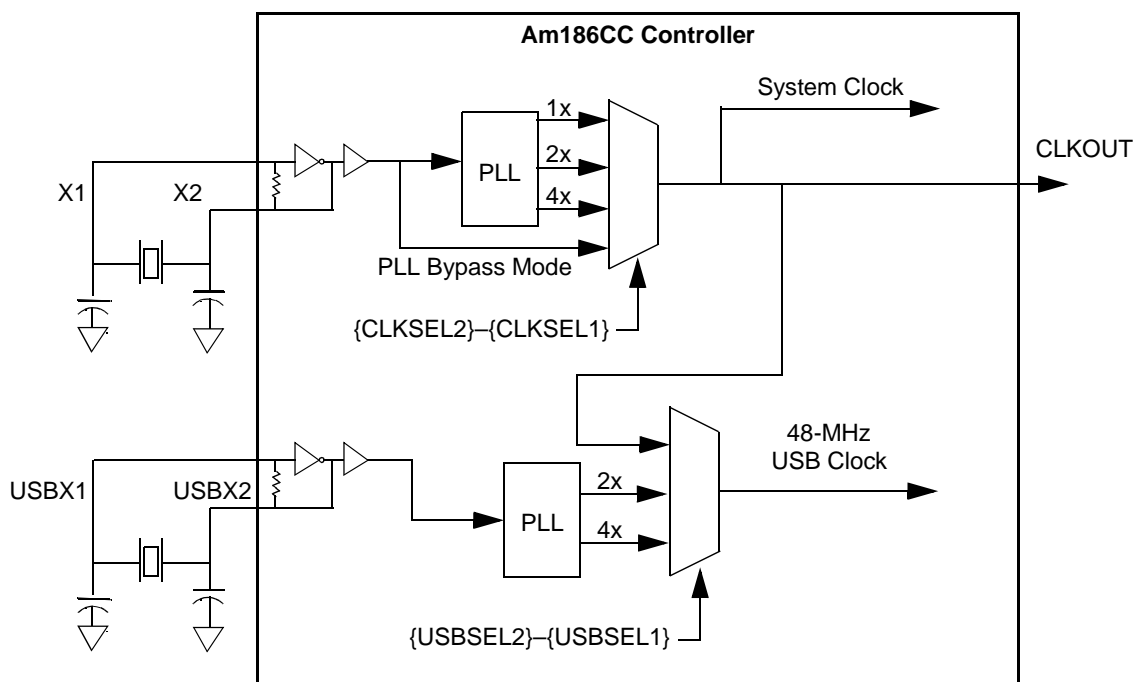 Am186CC Controller
System Clock
CLKOUT
1x
2x
4x
PLL
X1
X2
PLL Bypass Mode
{CLKSEL2}–{CLKSEL1}
48-MHz
USB Clock
USBX1
USBX2
PLL
2x
4x
{USBSEL2}–{USBSEL1}